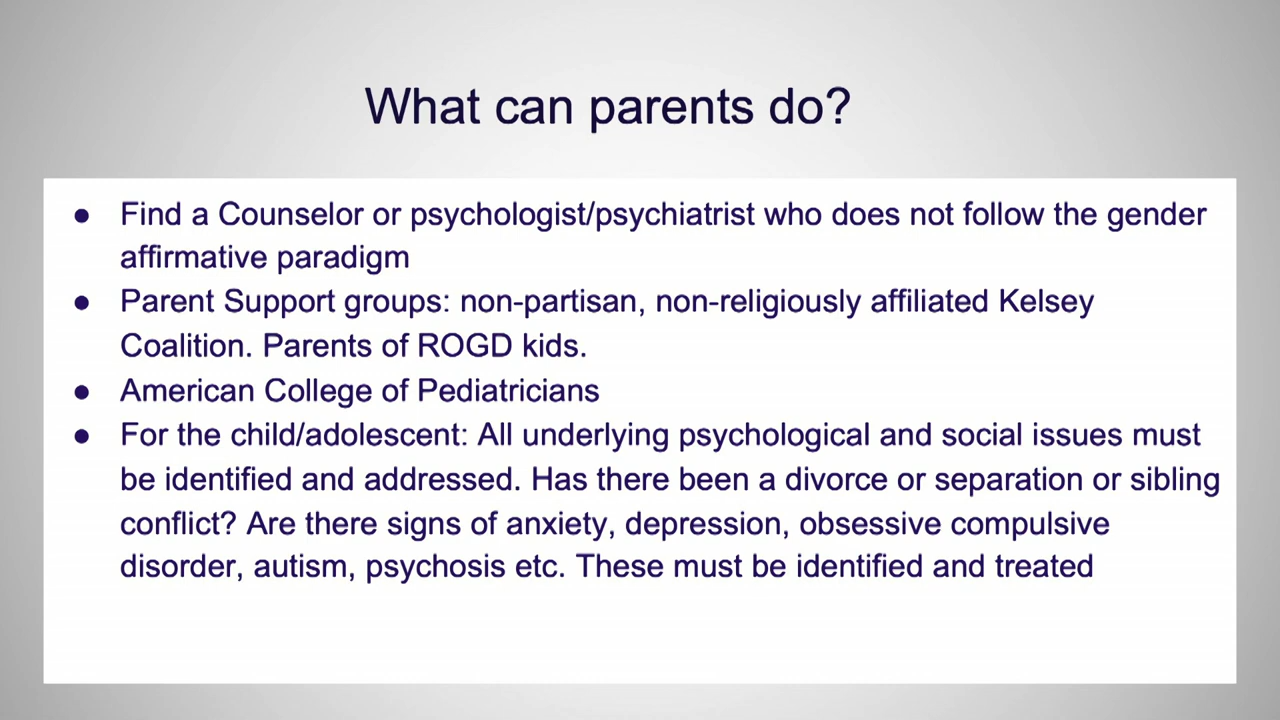 What can parents do?
● Find a Counselor or psychologist/psychiatrist who does not follow the gender
affirmative paradigm
● Parent Support groups: non-partisan, non-religiously affiliated Kelsey
Coalition. Parents of ROGD kids.
● American College of Pediatricians
● For the child/adolescent: All underlying psychological and social issues must
be identified and addressed. Has there been a divorce or separation or sibling
conflict? Are there signs of anxiety, depression, obsessive compulsive
disorder, autism, psychosis etc. These must be identified and treated